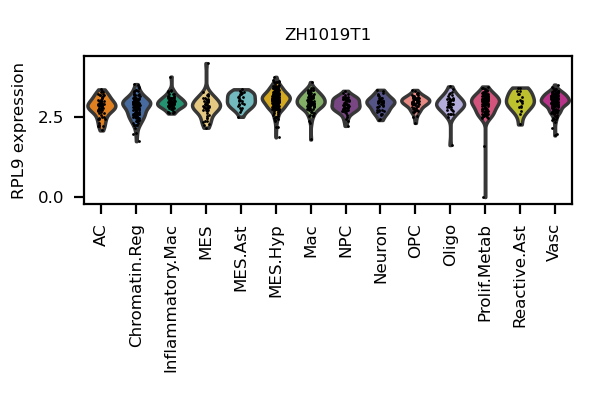 ZH1019T1
RPL9 expression
2.5
0.0
AC
Chromatin.Reg
Inflammatory.Mac
MES
MES.Ast
MES.Hyp
Mac
NPC
Neuron
OPC
Oligo
Prolif.Metab
Reactive.Ast
Vasc